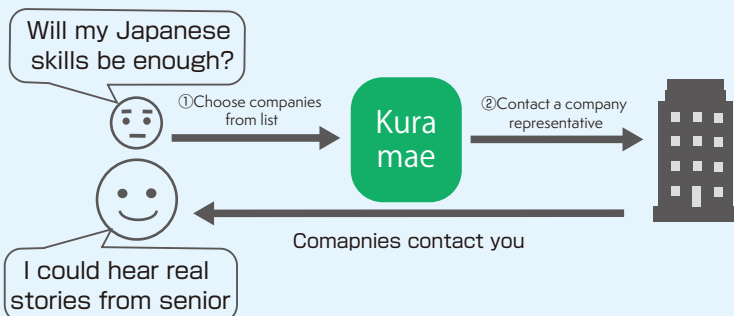 Will my Japanese
skills be enough?
①Choose companies
from list
Kura
mae
②Contact a company
representative
Comapnies contact you
I could hear real
stories from senior